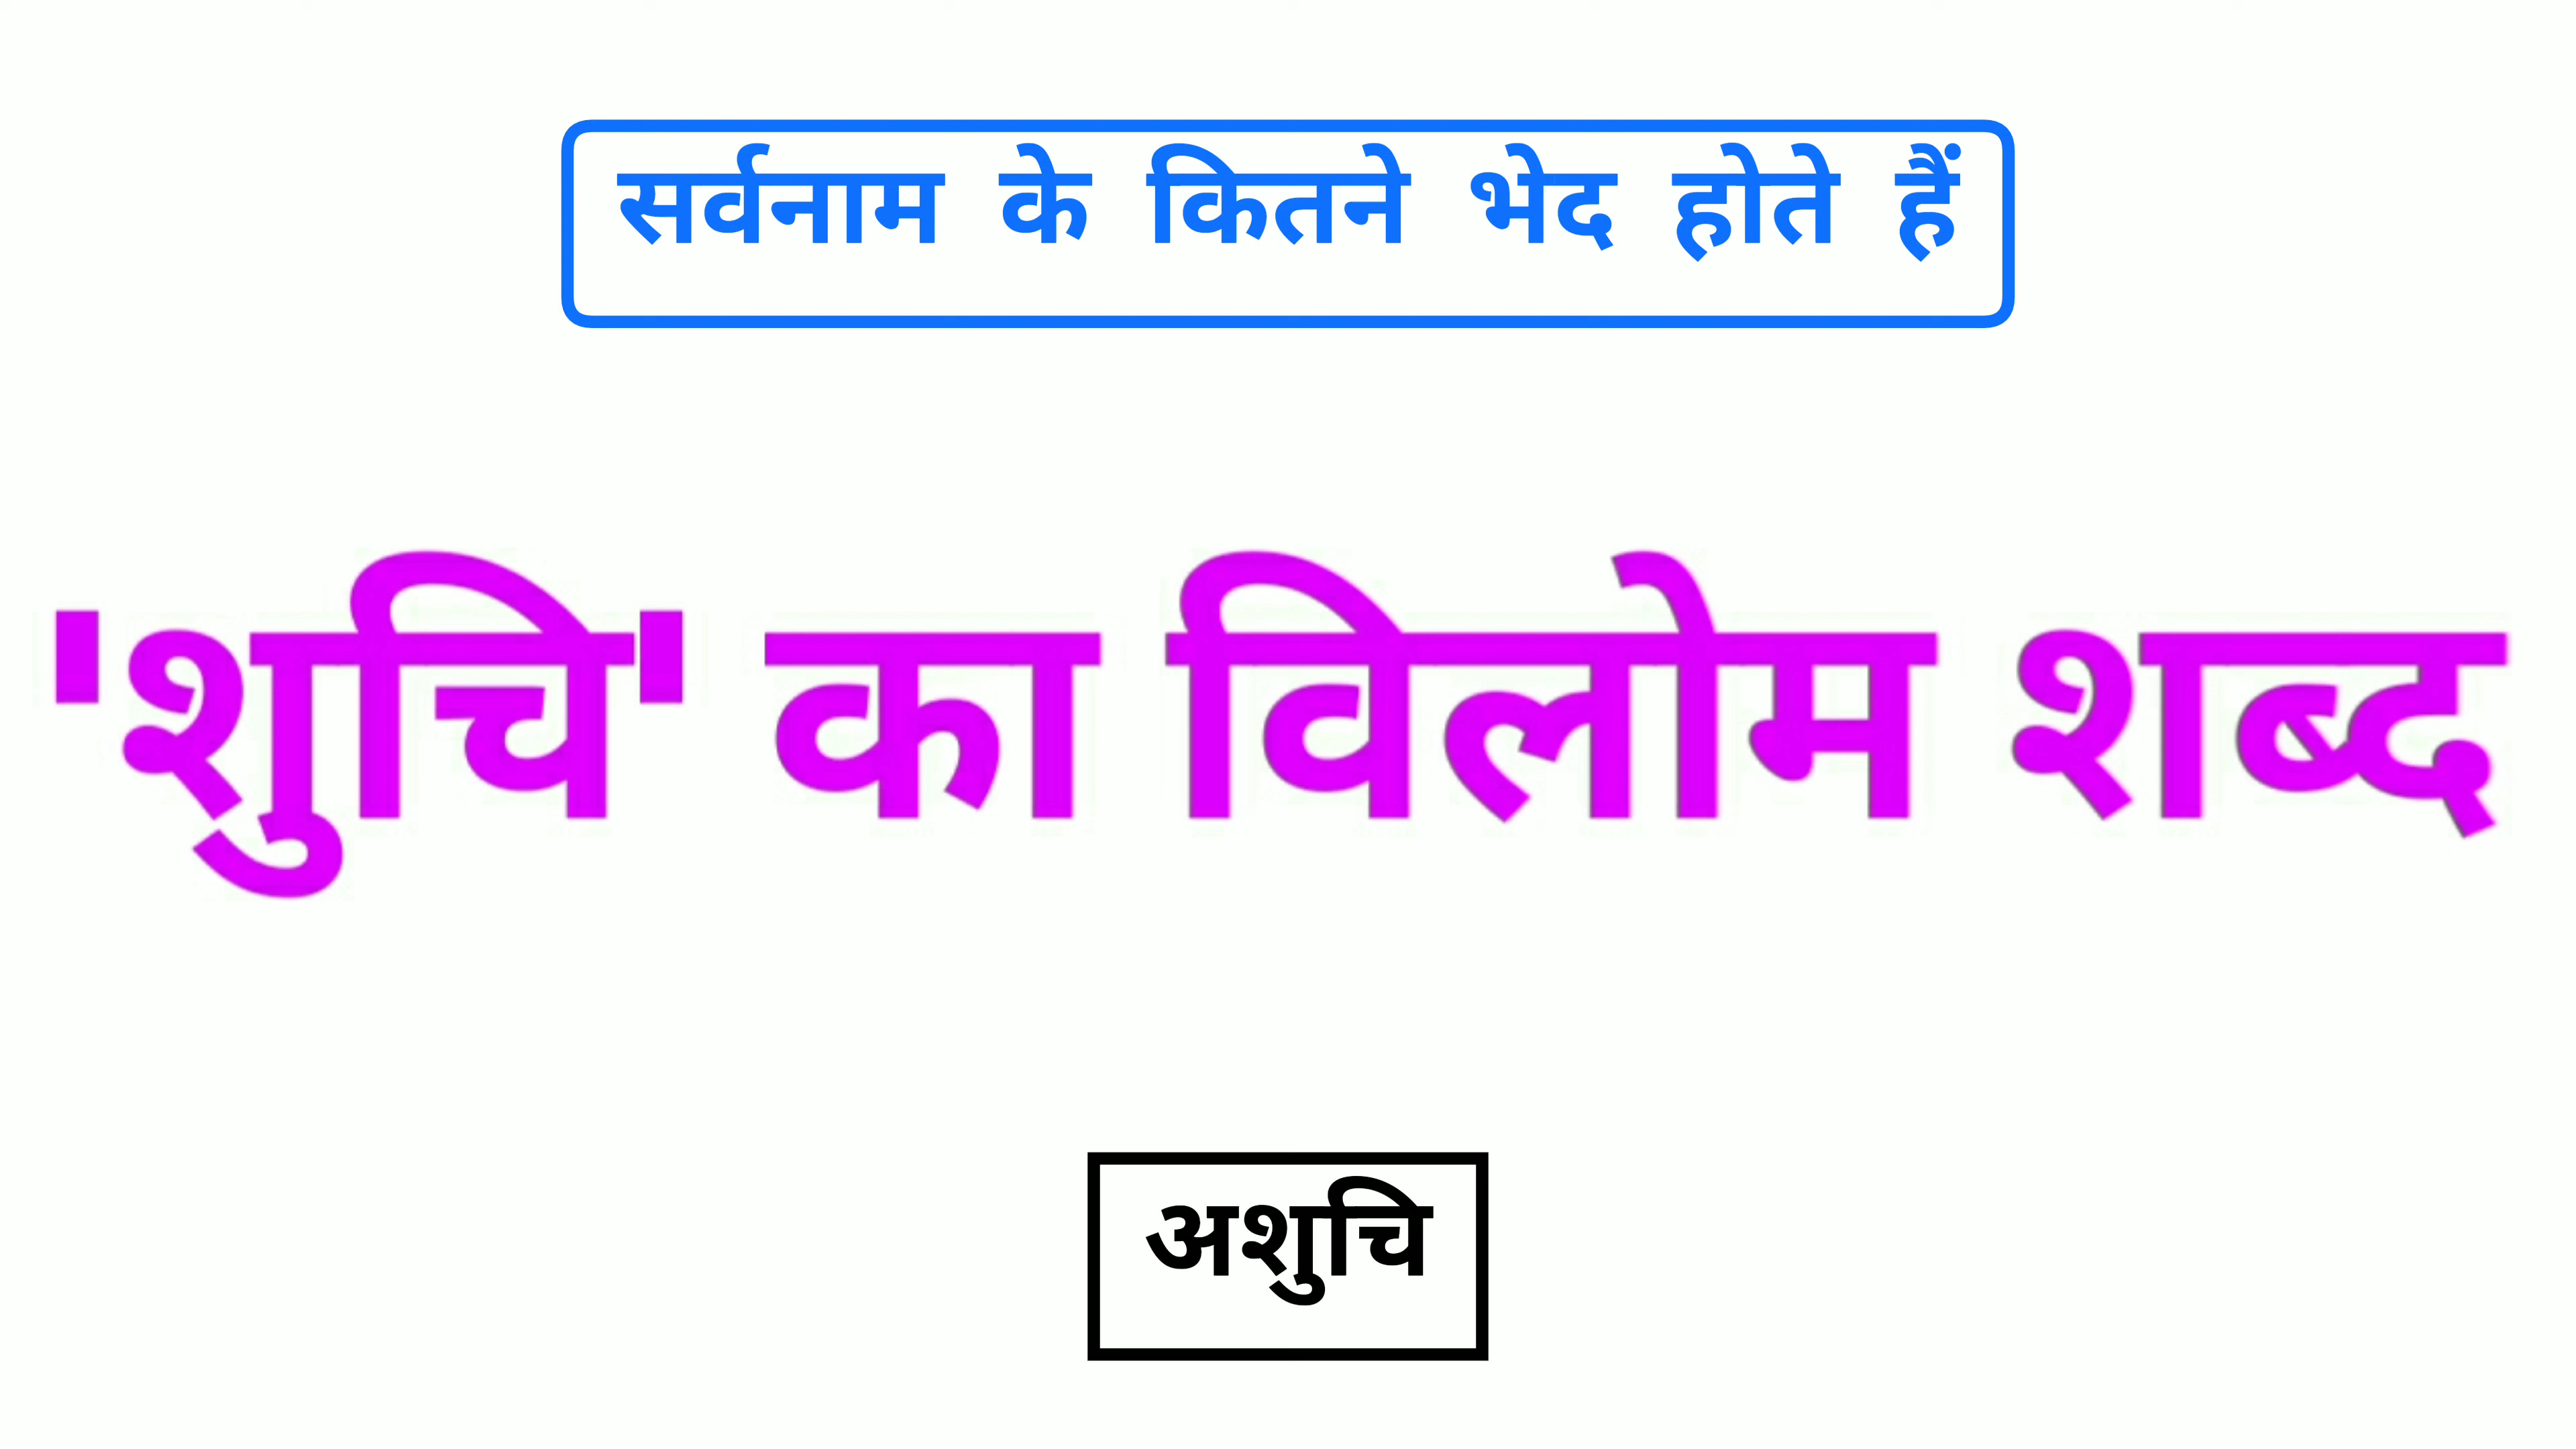 सर्वनाम के कितने भेद होते हैं
'शुचि' का विलोम शब्द
अशुचि